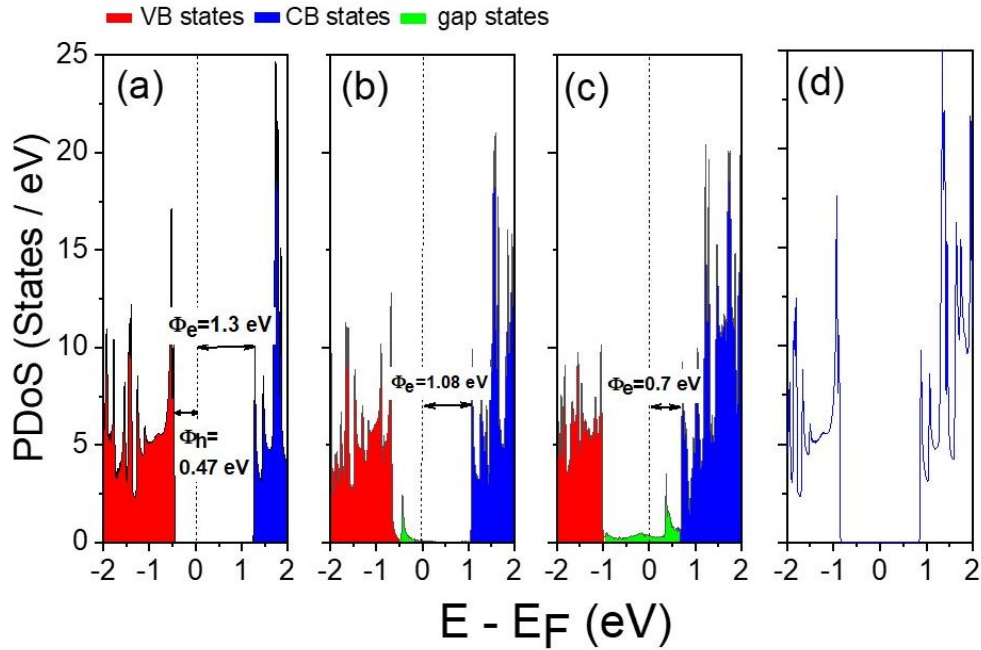 VB states CB states gap states
(a) (b) (c) (d)
PDoS (States / eV)
25
20
15
10
5
0
Φe=1.3 eV
Φh=
0.47 eV
Φe=1.08 eV
Φe=0.7 eV
-2 -1 0 1 2 -2 -1 0 1 2 -2 -1 0 1 2 -2 -1 0 1 2
E - EF (eV)